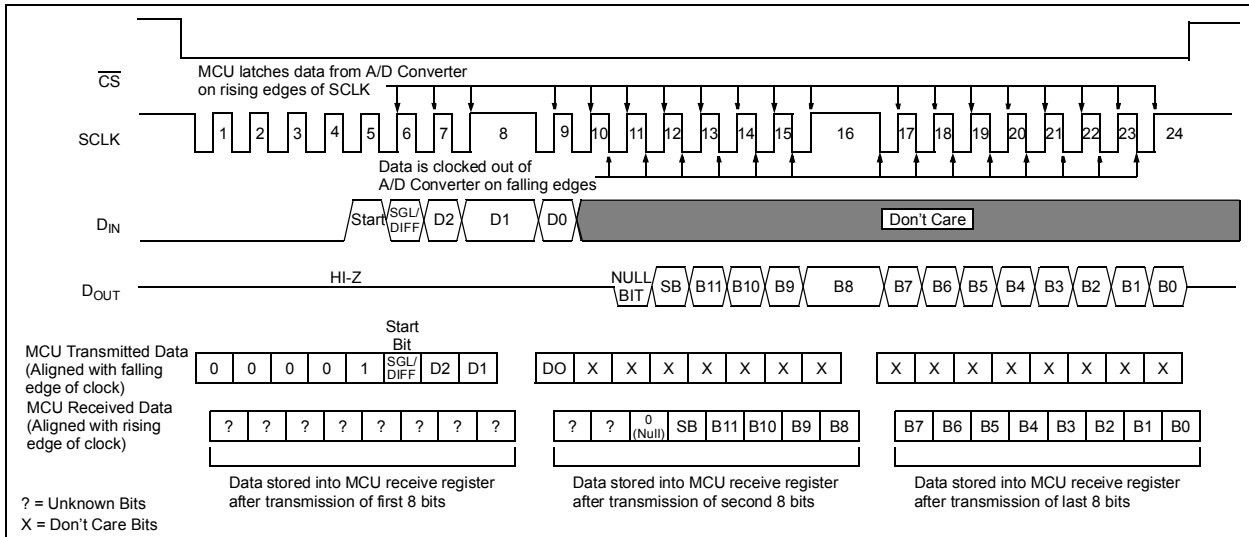 CS
MCU latches data from A/D Converter
on rising edges of SCLK
SCLK
1 2 3 4 5 6 7 8 9 10 11 12 13 14 15 16 17 18 19 20 21 22 23 24
Data is clocked out of
A/D Converter on falling edges
DIN
Start SGL/DIFF D2 D1 D0 Don't Care
HI-Z
DOUT
NULL BIT SB B11 B10 B9 B8 B7 B6 B5 B4 B3 B2 B1 B0
Start
Bit
MCU Transmitted Data
(Aligned with falling
edge of clock)
0 0 0 0 1 SGL/DIFF D2 D1 DO X X X X X X X X X X X X X X X
MCU Received Data
(Aligned with rising
edge of clock)
? ? ? ? ? ? ? ? ? ? 0 (Null) SB B11 B10 B9 B8 B7 B6 B5 B4 B3 B2 B1 B0
Data stored into MCU receive register
after transmission of first 8 bits
Data stored into MCU receive register
after transmission of second 8 bits
Data stored into MCU receive register
after transmission of last 8 bits
? = Unknown Bits
X = Don't Care Bits